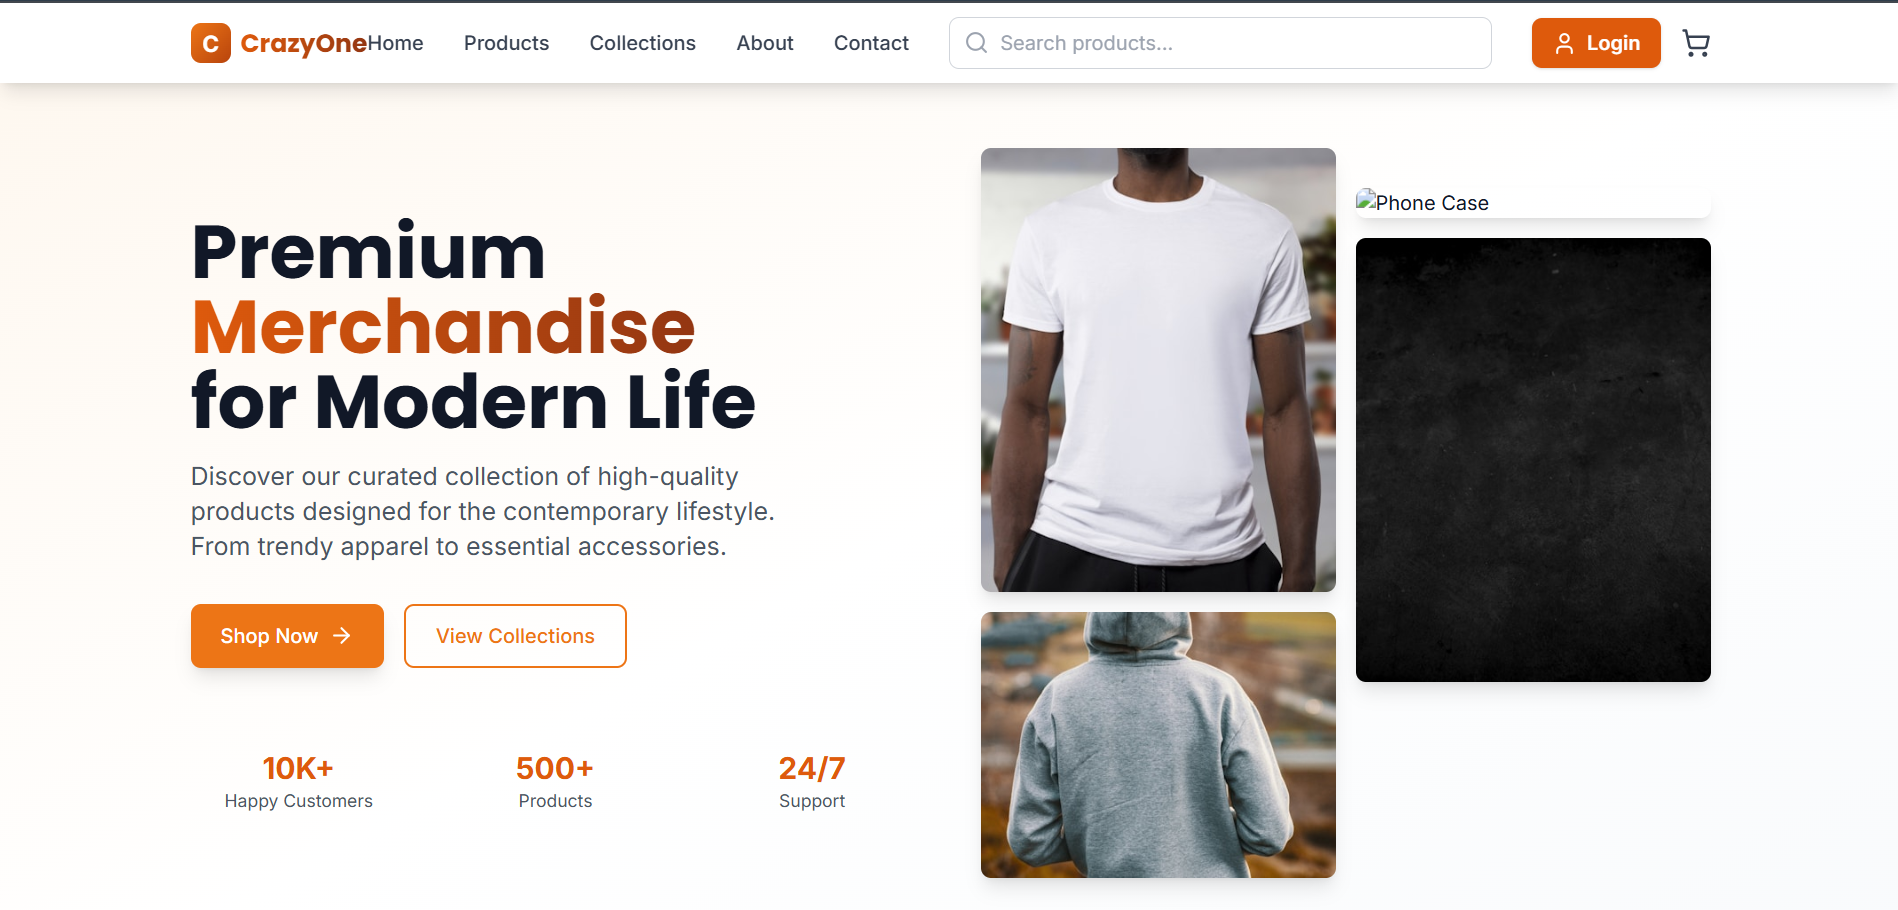 C CrazyOne Home Products Collections About Contact Search products... Login
Phone Case
Premium
Merchandise
for Modern Life
Discover our curated collection of high-quality
products designed for the contemporary lifestyle.
From trendy apparel to essential accessories.
Shop Now View Collections
10K+ 500+ 24/7
Happy Customers Products Support